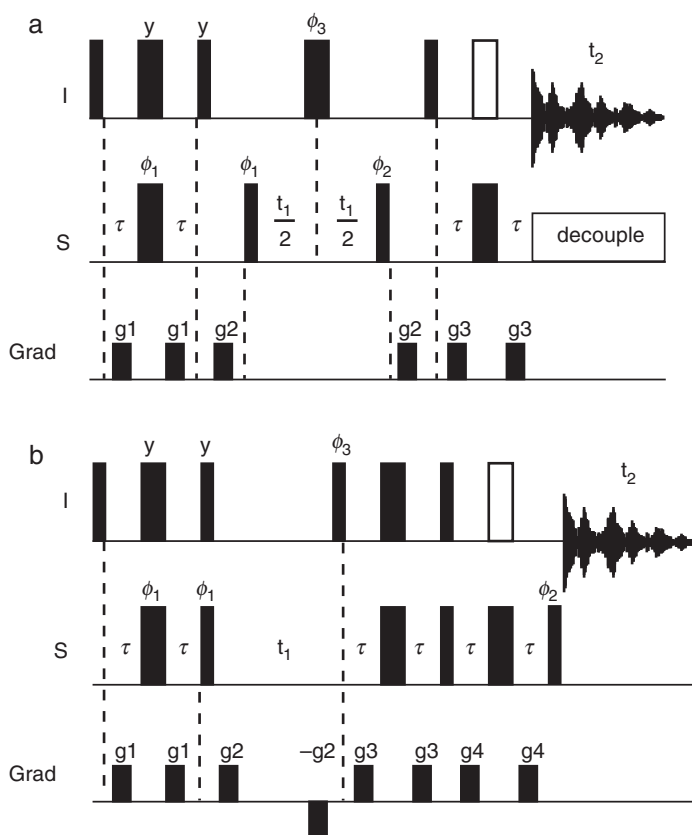 a
y y ϕ3 t2
I
ϕ1 ϕ1 ϕ2
τ τ t1/2 t1/2 τ τ
S decouple
g1 g1 g2 g2 g3 g3
Grad
b
y y ϕ3 t2
I
ϕ1 ϕ1 ϕ2
S τ τ t1 τ τ τ τ
g1 g1 g2 −g2 g3 g3 g4 g4
Grad